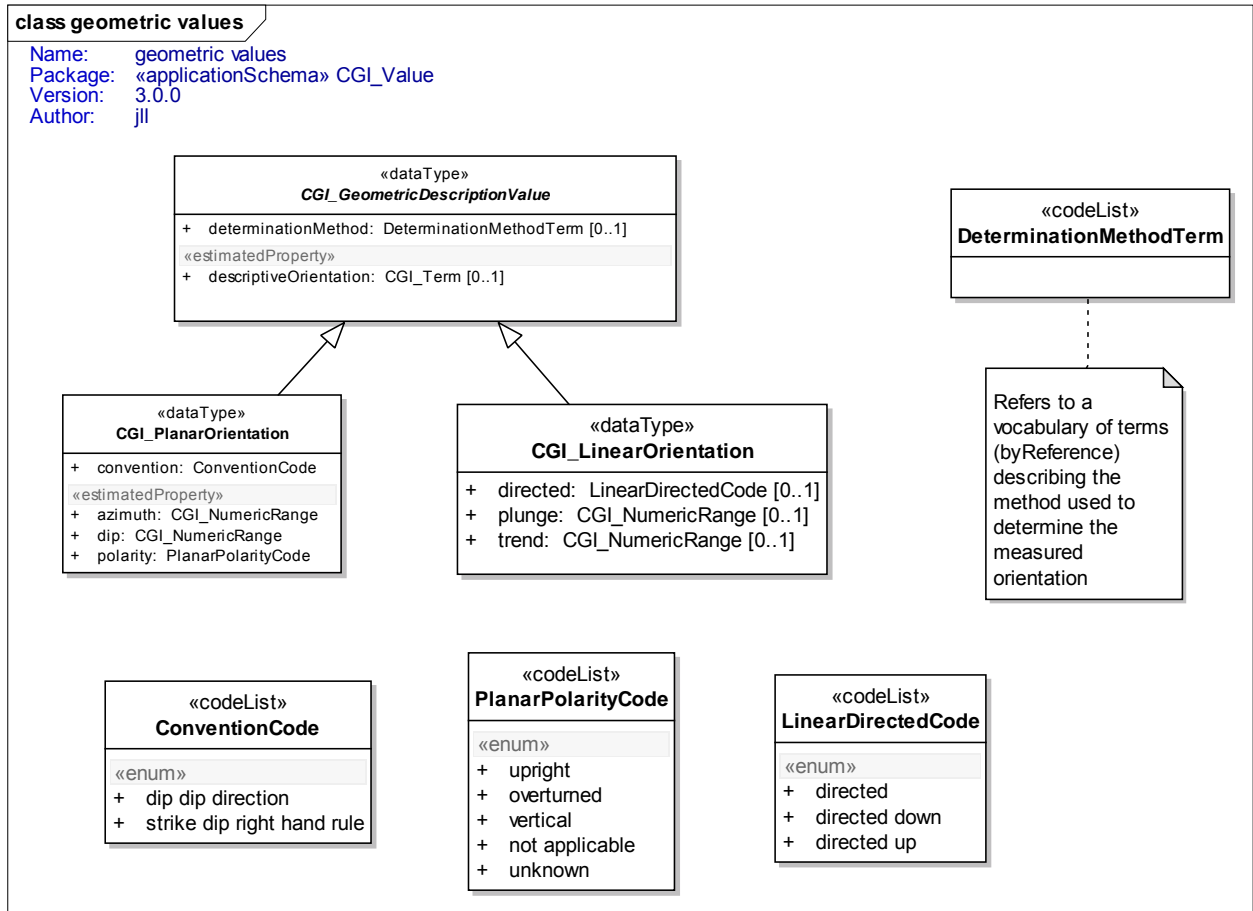 class geometric values
Name: geometric values
Package: «applicationSchema» CGI_Value
Version: 3.0.0
Author: jll
«dataType»
CGI_GeometricDescriptionValue
+ determinationMethod: DeterminationMethodTerm [0..1]
«estimatedProperty»
+ descriptiveOrientation: CGI_Term [0..1]
«codeList»
DeterminationMethodTerm
«dataType»
CGI_PlanarOrientation
+ convention: ConventionCode
«estimatedProperty»
+ azimuth: CGI_NumericRange
+ dip: CGI_NumericRange
+ polarity: PlanarPolarityCode
«dataType»
CGI_LinearOrientation
+ directed: LinearDirectedCode [0..1]
+ plunge: CGI_NumericRange [0..1]
+ trend: CGI_NumericRange [0..1]
Refers to a
vocabulary of terms
(byReference)
describing the
method used to
determine the
measured
orientation
«codeList»
ConventionCode
«enum»
+ dip dip direction
+ strike dip right hand rule
«codeList»
PlanarPolarityCode
«enum»
+ upright
+ overturned
+ vertical
+ not applicable
+ unknown
«codeList»
LinearDirectedCode
«enum»
+ directed
+ directed down
+ directed up